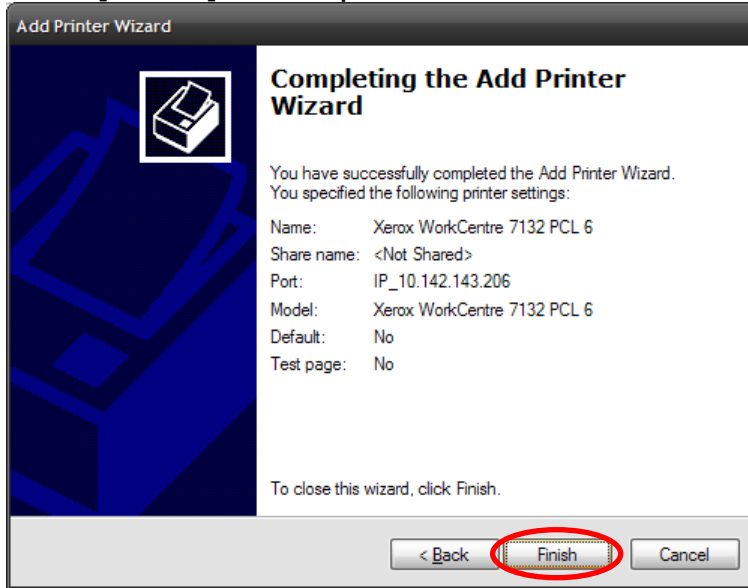 Add Printer Wizard
Completing the Add Printer
Wizard
You have successfully completed the Add Printer Wizard.
You specified the following printer settings:
Name: Xerox WorkCentre 7132 PCL 6
Share name: <Not Shared>
Port: IP_10.142.143.206
Model: Xerox WorkCentre 7132 PCL 6
Default: No
Test page: No
To close this wizard, click Finish.
< Back Finish Cancel